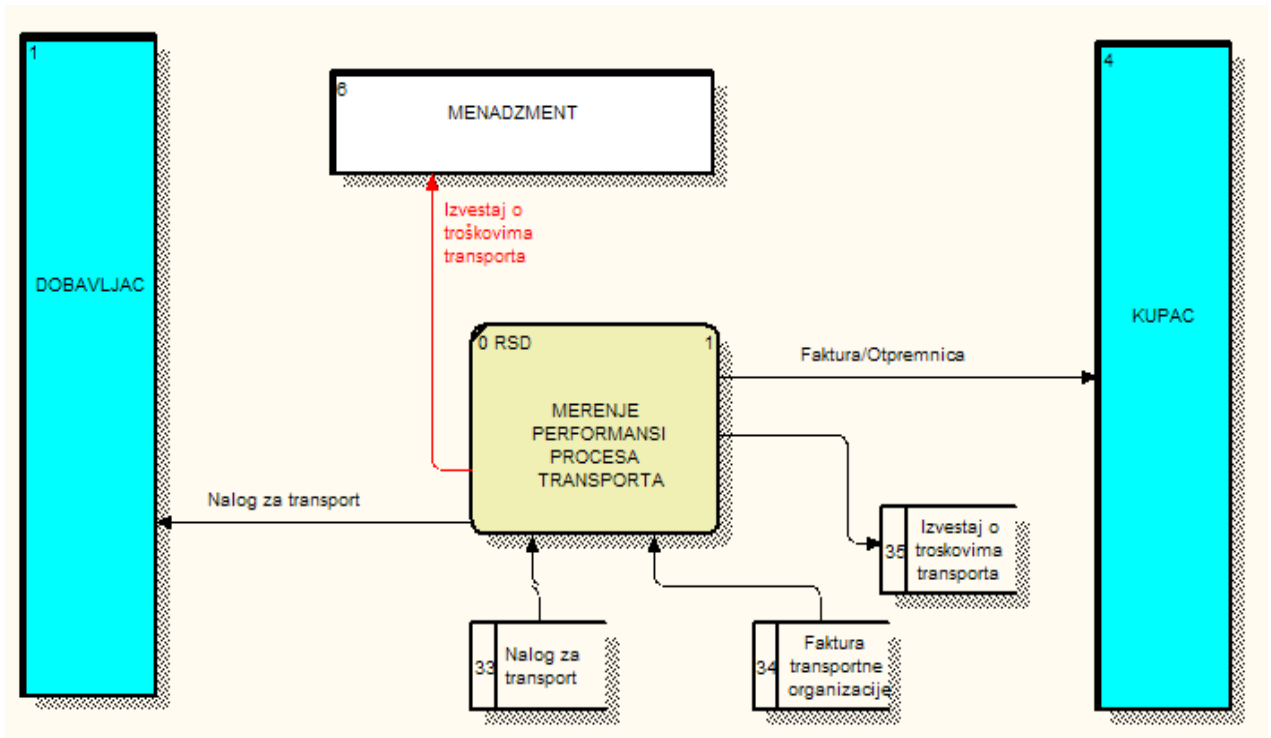 1
DOBAVLJAC
6
MENADZMENT
4
KUPAC
Izvestaj o
troškovima
transporta
0 RSD 1
MERENJE
PERFORMANSI
PROCESA
TRANSPORTA
Faktura/Otpremnica
Nalog za transport
35
Izvestaj o
troskovima
transporta
33
Nalog za
transport
34
Faktura
transportne
organizacije